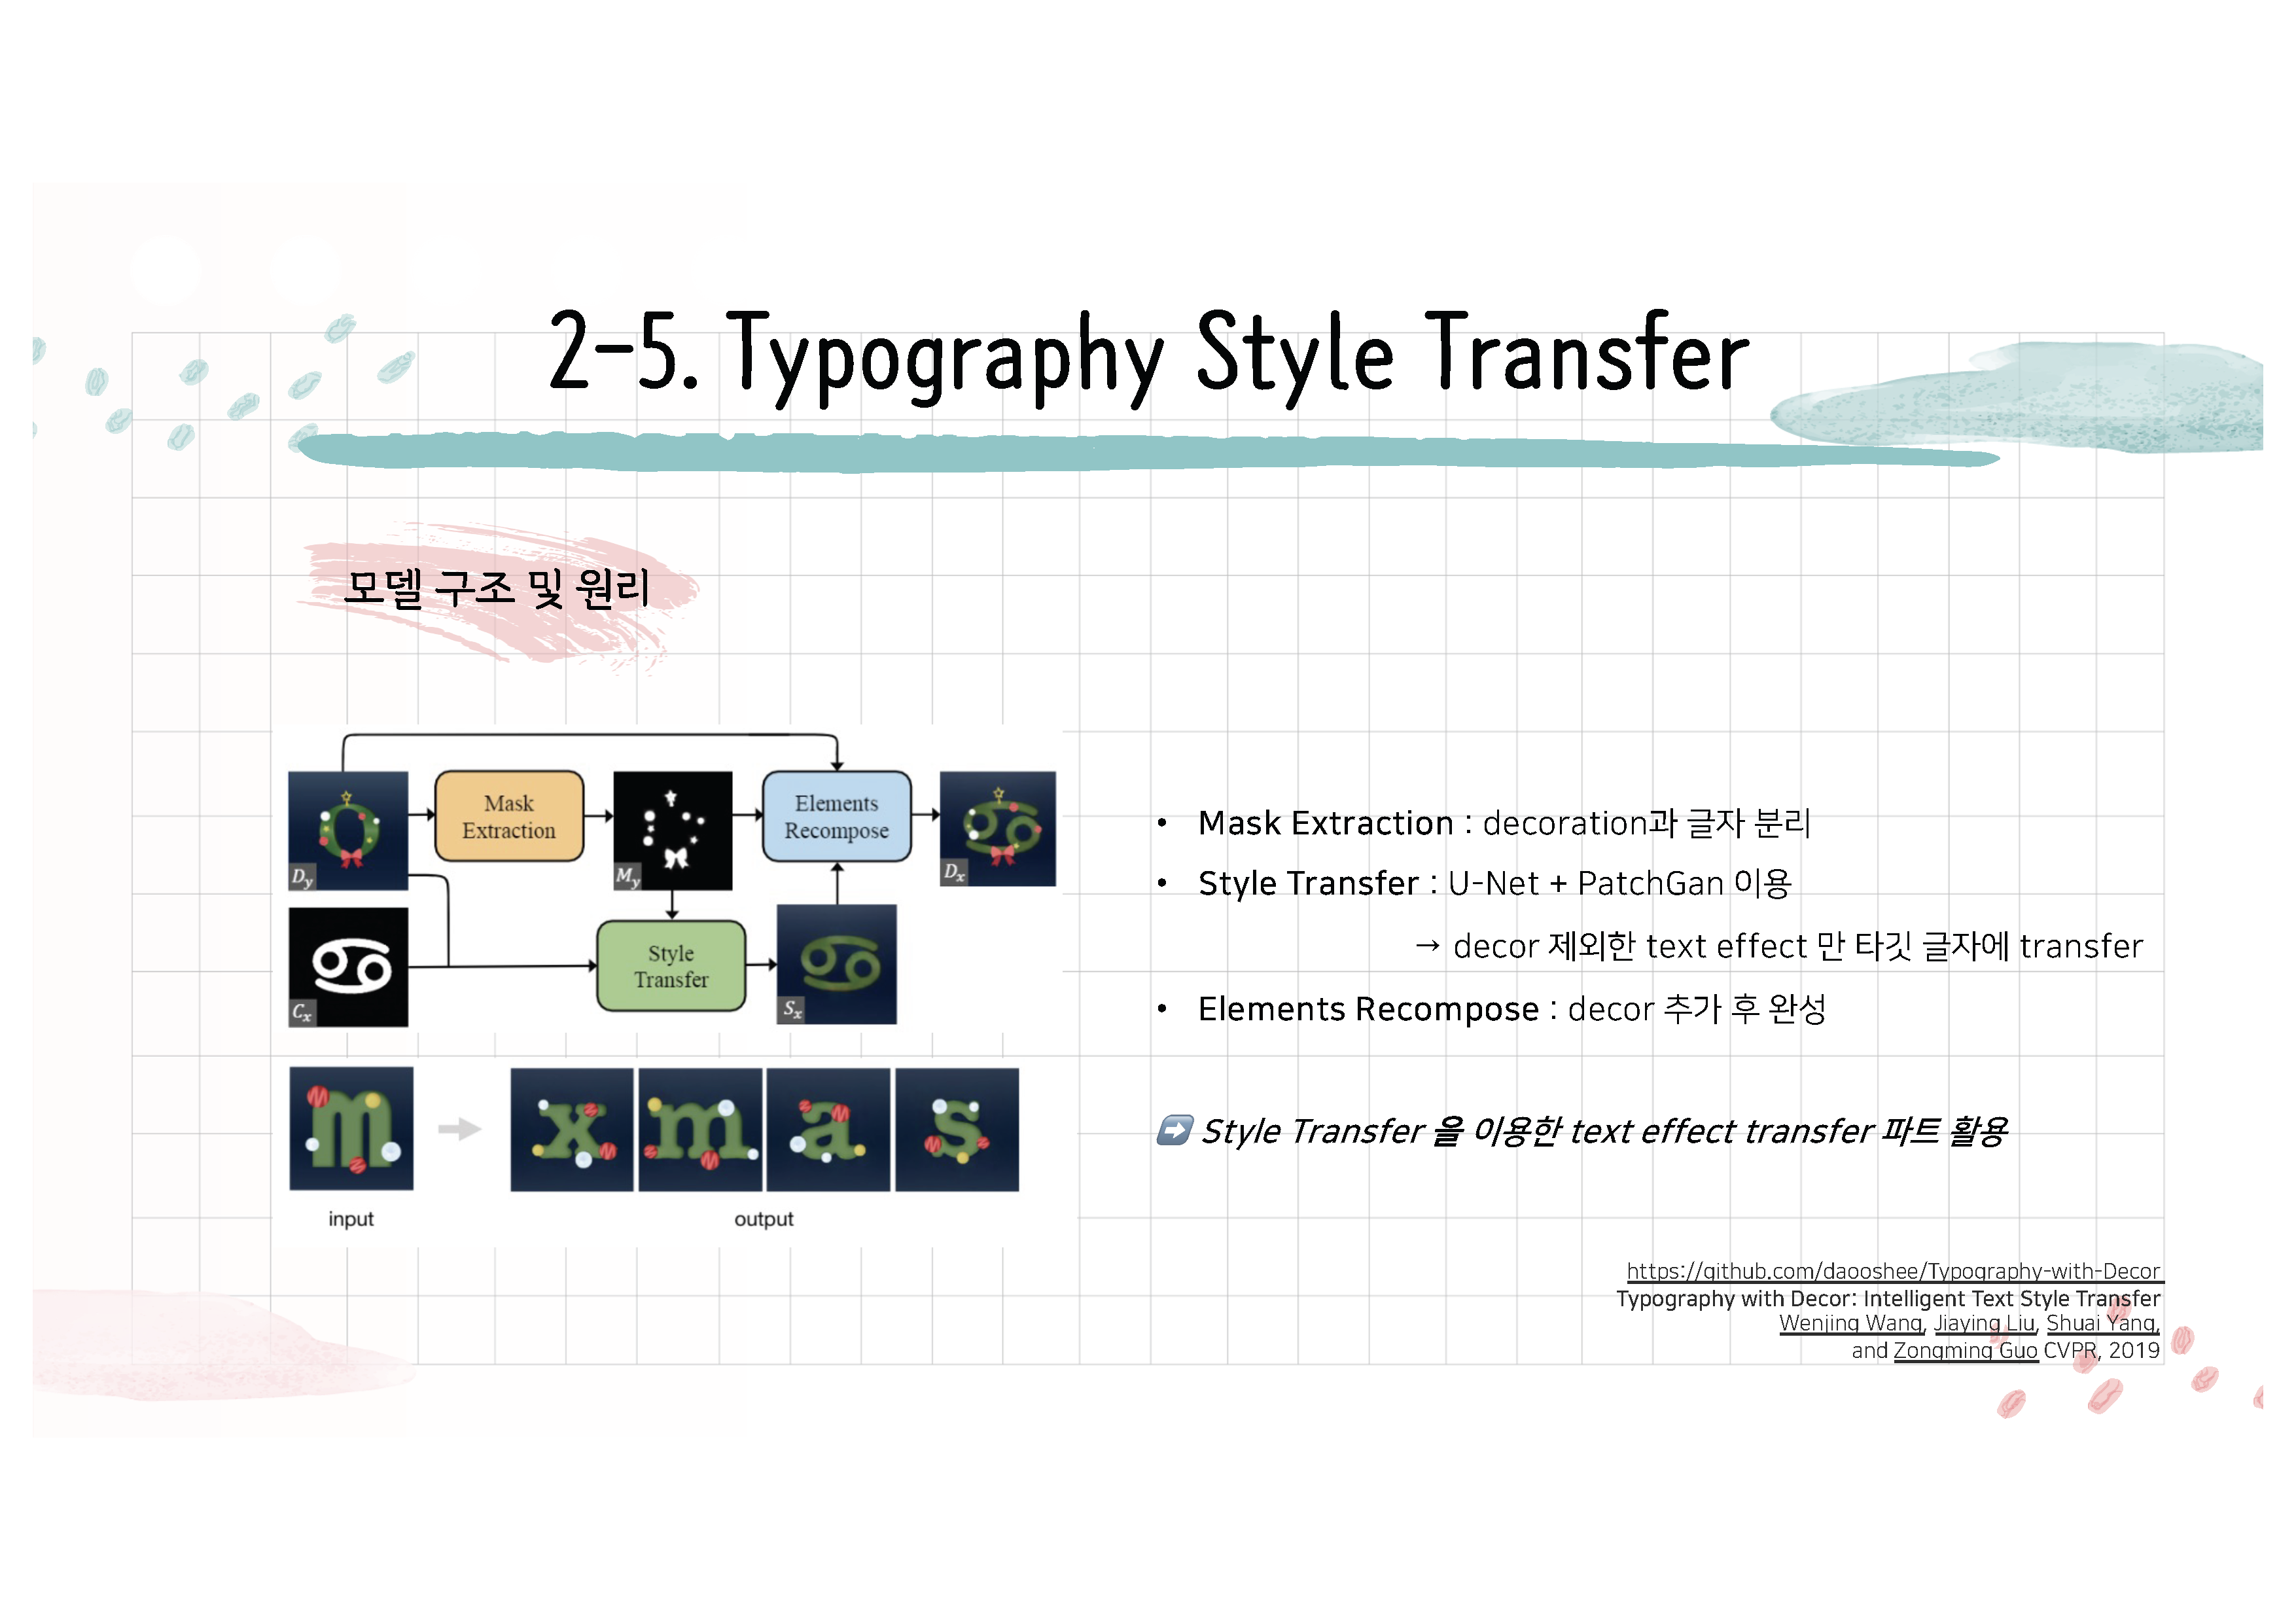 2-5. Typography Style Transfer
모델 구조 및 원리
Mask Extraction
Elements Recompose
Style Transfer
D_y
M_y
D_x
C_x
S_x
input
output
• Mask Extraction : decoration과 글자 분리
• Style Transfer : U-Net + PatchGan 이용
→ decor 제외한 text effect 만 타깃 글자에 transfer
• Elements Recompose : decor 추가 후 완성
➡ Style Transfer 을 이용한 text effect transfer 파트 활용
https://github.com/daooshee/Typography-with-Decor
Typography with Decor: Intelligent Text Style Transfer
Wenjing Wang, Jiaying Liu, Shuai Yang,
and Zongming Guo CVPR, 2019